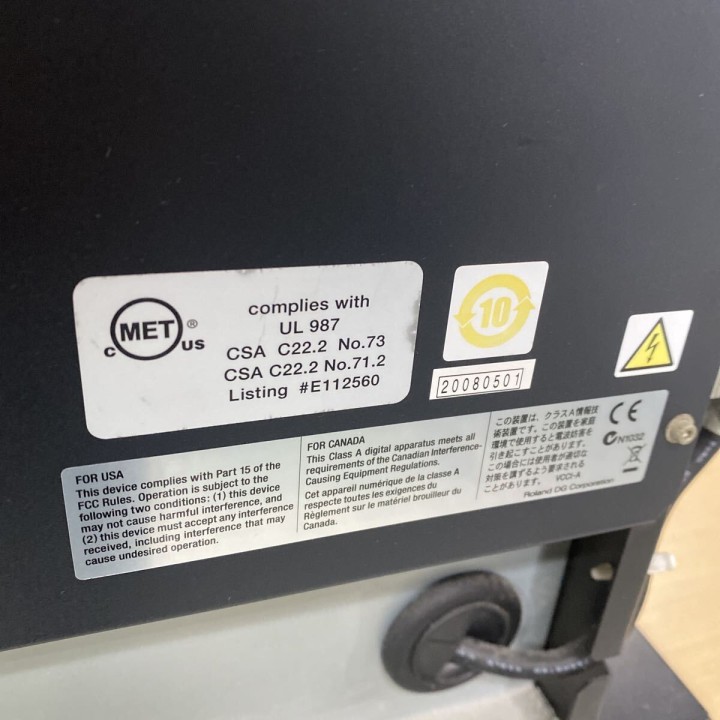 MET
®
C
US
complies with
UL 987
CSA C22.2 No.73
CSA C22.2 No.71.2
Listing #E112560
10
20080501
FOR USA
This device complies with Part 15 of the
FCC Rules. Operation is subject to the
following two conditions: (1) this device
may not cause harmful interference, and
(2) this device must accept any interference
received, including interference that may
cause undesired operation.
FOR CANADA
This Class A digital apparatus meets all
requirements of the Canadian Interference-
Causing Equipment Regulations.
Cet appareil numérique de la classe A
respecte toutes les exigences du
Règlement sur le matériel brouilleur du
Canada.
この装置は、クラスA情報技
術装置です。この装置を家庭
環境で使用すると電波妨害を
引き起こすことがあります。
この場合には使用者が適切な
対策を講ずるよう要求される
ことがあります。 VCCI-A
CE
N1032
Roland DG Corporation